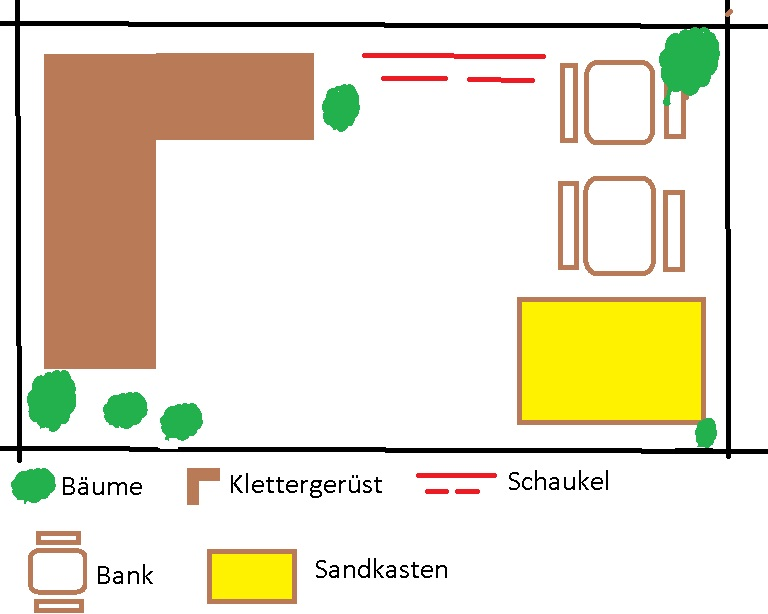 Bäume
Klettergerüst
Schaukel
Bank
Sandkasten